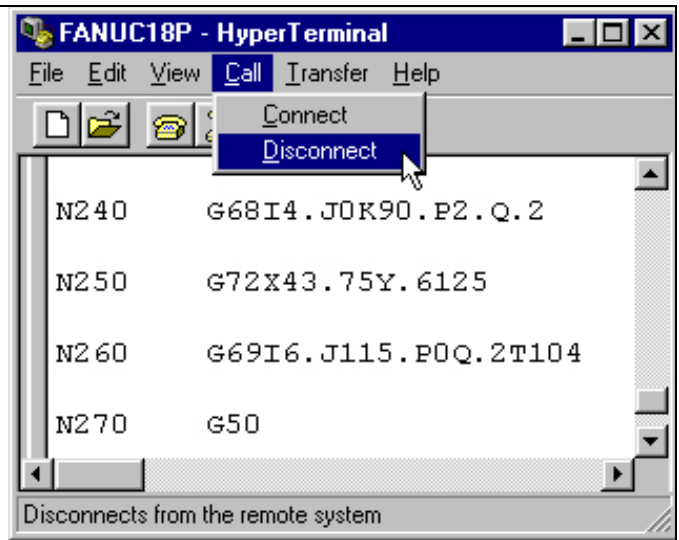 FANUC18P - HyperTerminal
File Edit View Call Transfer Help
Connect
Disconnect
N240 G68I4.J0K90.P2.Q.2
N250 G72X43.75Y.6125
N260 G69I6.J115.P0Q.2T104
N270 G50
Disconnects from the remote system